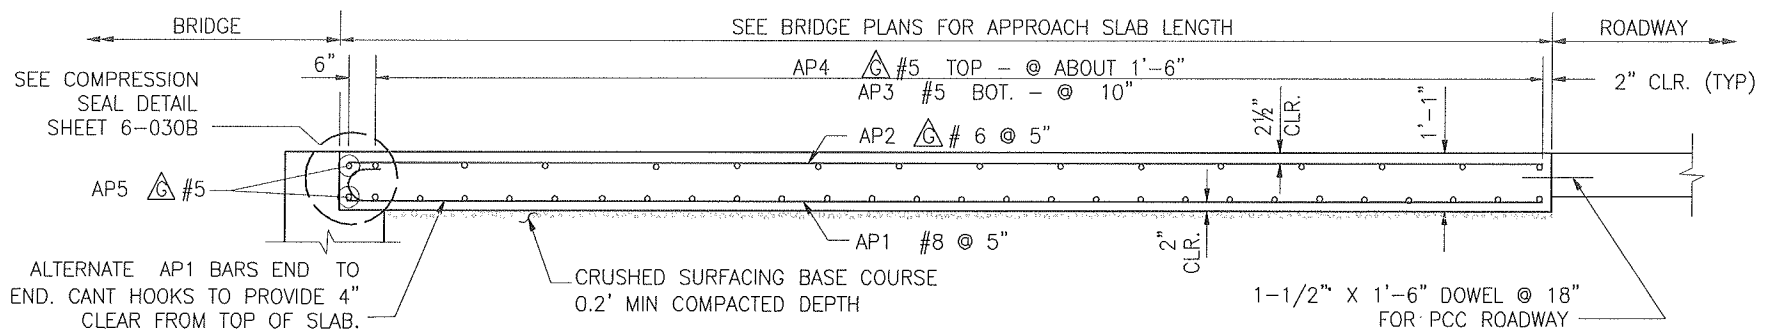 BRIDGE
SEE BRIDGE PLANS FOR APPROACH SLAB LENGTH
ROADWAY
6"
AP4 G #5 TOP - @ ABOUT 1'-6"
AP3 #5 BOT. - @ 10"
2" CLR. (TYP)
SEE COMPRESSION
SEAL DETAIL
SHEET 6-030B
2½"
CLR.
1'-1"
AP2 G # 6 @ 5"
AP5 G #5
AP1 #8 @ 5"
2"
CLR.
ALTERNATE AP1 BARS END TO
END. CANT HOOKS TO PROVIDE 4"
CLEAR FROM TOP OF SLAB.
CRUSHED SURFACING BASE COURSE
0.2' MIN COMPACTED DEPTH
1-1/2" X 1'-6" DOWEL @ 18"
FOR PCC ROADWAY